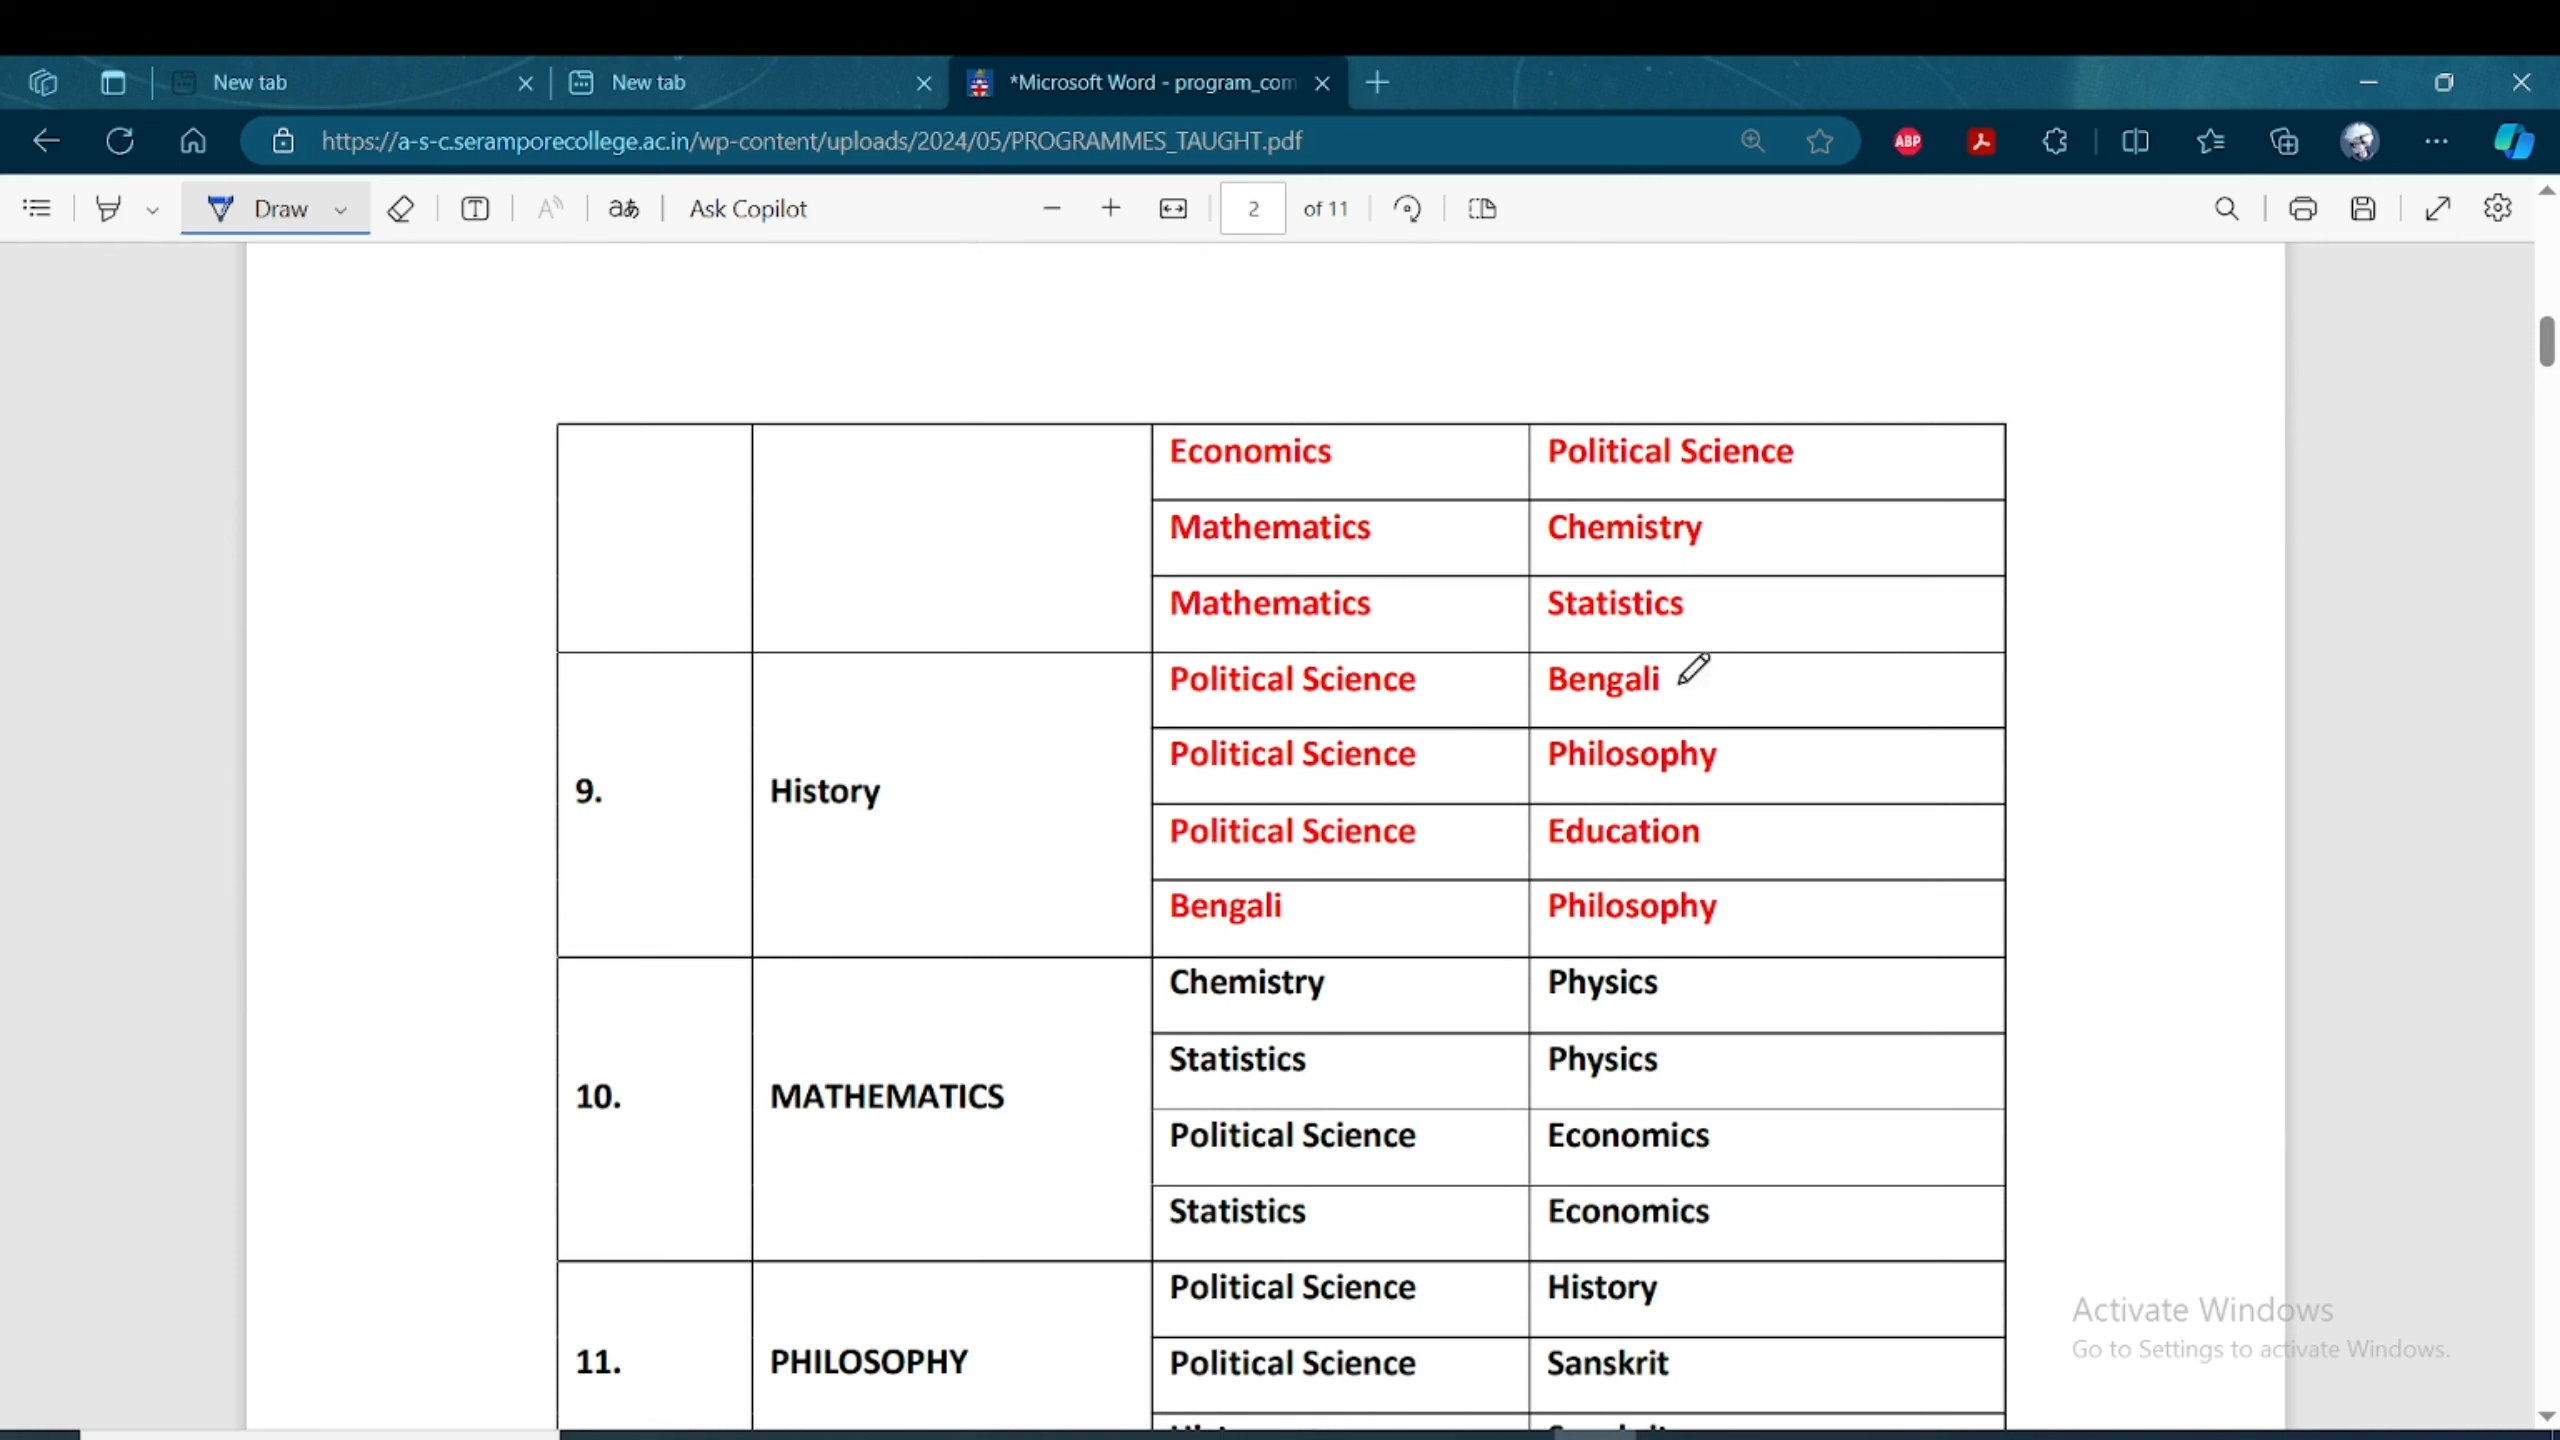 New tab
New tab
*Microsoft Word - program_com
https://a-s-c.seramporecollege.ac.in/wp-content/uploads/2024/05/PROGRAMMES_TAUGHT.pdf
ABP
Draw
T
aあ
Ask Copilot
2 of 11
Economics Political Science
Mathematics Chemistry
Mathematics Statistics
9. History
Political Science Bengali
Political Science Philosophy
Political Science Education
Bengali Philosophy
10. MATHEMATICS
Chemistry Physics
Statistics Physics
Political Science Economics
Statistics Economics
11. PHILOSOPHY
Political Science History
Political Science Sanskrit
Activate Windows
Go to Settings to activate Windows.